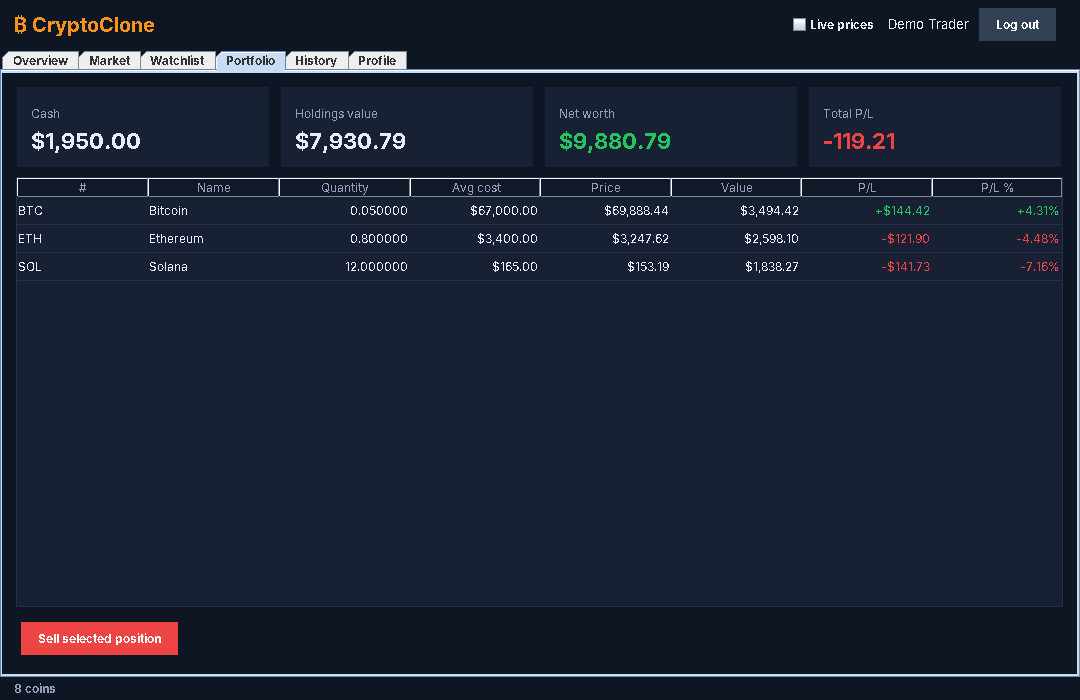 ₿ CryptoClone
Live prices Demo Trader Log out
Overview Market Watchlist Portfolio History Profile
Cash Holdings value Net worth Total P/L
$1,950.00 $7,930.79 $9,880.79 -119.21
# Name Quantity Avg cost Price Value P/L P/L %
BTC Bitcoin 0.050000 $67,000.00 $69,888.44 $3,494.42 +$144.42 +4.31%
ETH Ethereum 0.800000 $3,400.00 $3,247.62 $2,598.10 -$121.90 -4.48%
SOL Solana 12.000000 $165.00 $153.19 $1,838.27 -$141.73 -7.16%
Sell selected position
8 coins